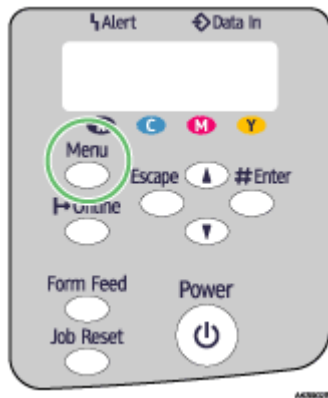 Alert Data In
C M Y
Menu
Escape # Enter
Online
Form Feed Power
Job Reset